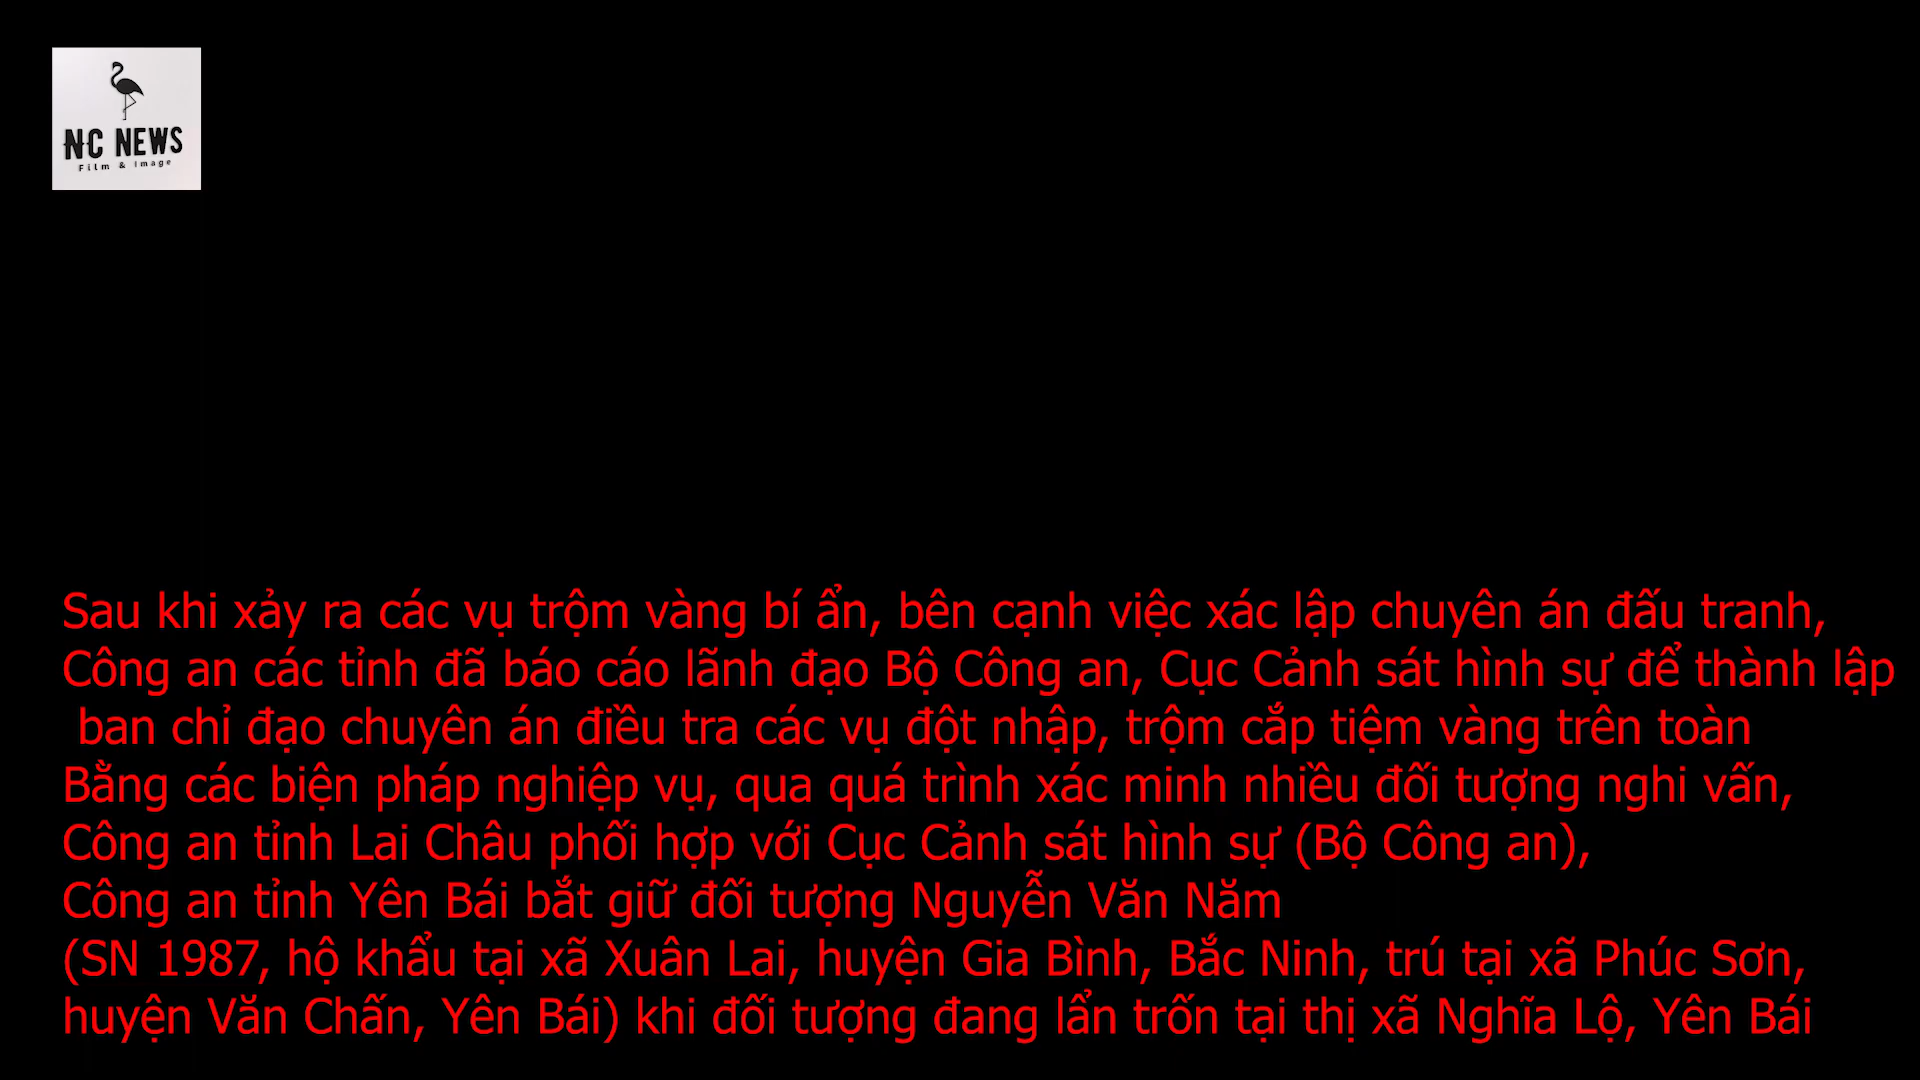 NC NEWS
Film & Image
Sau khi xảy ra các vụ trộm vàng bí ẩn, bên cạnh việc xác lập chuyên án đấu tranh,
Công an các tỉnh đã báo cáo lãnh đạo Bộ Công an, Cục Cảnh sát hình sự để thành lập
ban chỉ đạo chuyên án điều tra các vụ đột nhập, trộm cắp tiệm vàng trên toàn
Bằng các biện pháp nghiệp vụ, qua quá trình xác minh nhiều đối tượng nghi vấn,
Công an tỉnh Lai Châu phối hợp với Cục Cảnh sát hình sự (Bộ Công an),
Công an tỉnh Yên Bái bắt giữ đối tượng Nguyễn Văn Năm
(SN 1987, hộ khẩu tại xã Xuân Lai, huyện Gia Bình, Bắc Ninh, trú tại xã Phúc Sơn,
huyện Văn Chấn, Yên Bái) khi đối tượng đang lẩn trốn tại thị xã Nghĩa Lộ, Yên Bái